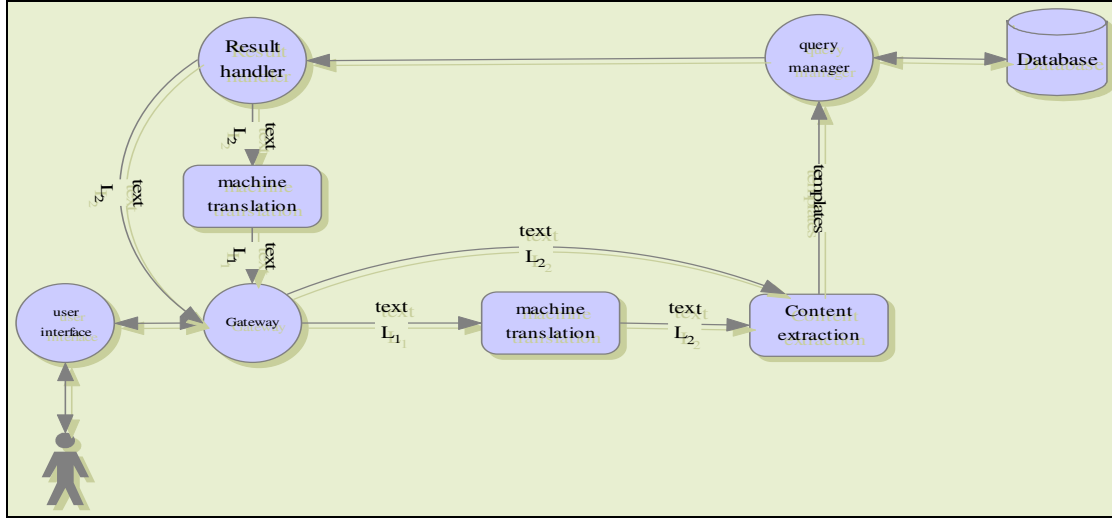 Result
handler
query
manager
Database
text
L₂
text
L₂
machine
translation
text
L₁
templates
text
L₂
user
interface
Gateway
text
L₁
machine
translation
text
L₂
Content
extraction